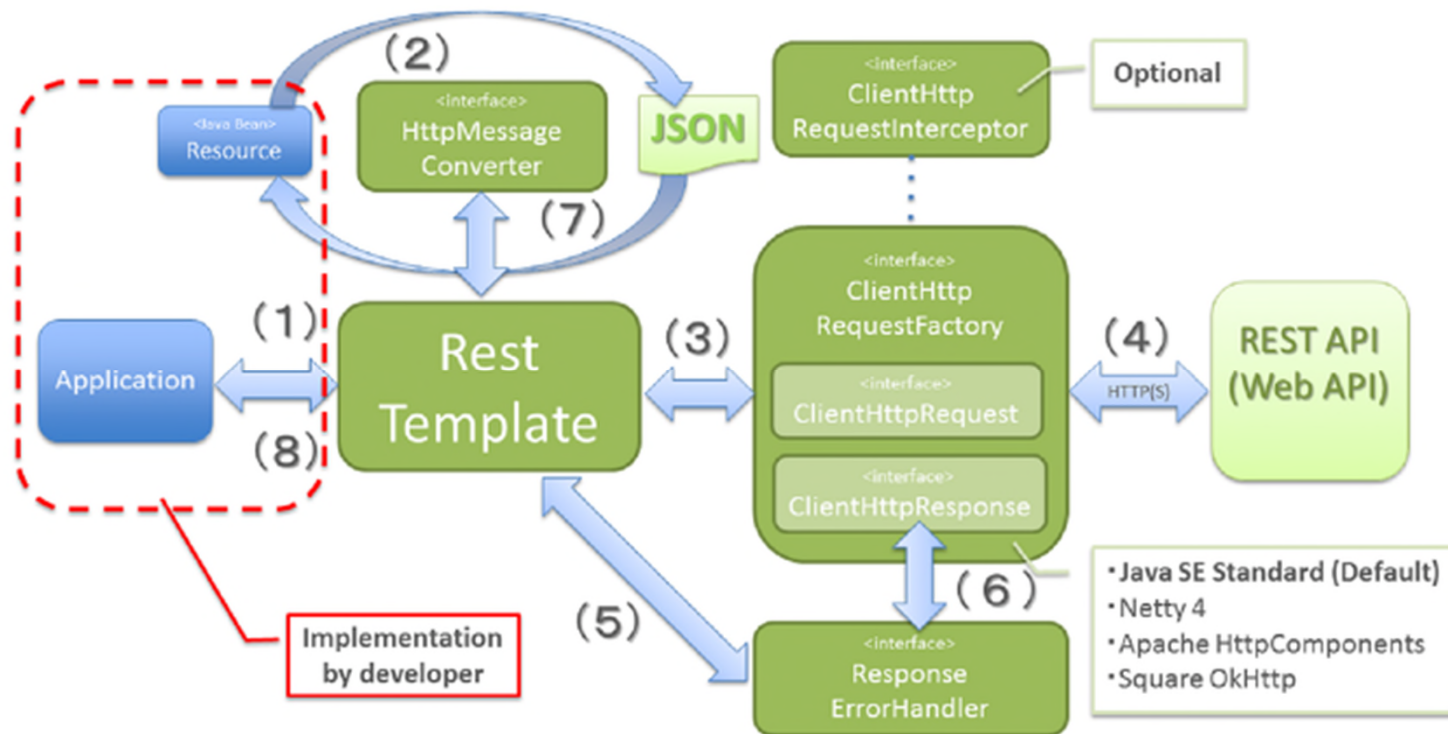 (2)
<interface>
ClientHttp
RequestInterceptor
Optional
<Java Bean>
Resource
<interface>
HttpMessage
Converter
JSON
(7)
<interface>
ClientHttp
RequestFactory
(1)
Application
(8)
Rest
Template
(3)
<interface>
ClientHttpRequest
<interface>
ClientHttpResponse
(4)
HTTP(S)
REST API
(Web API)
(5)
(6)
・Java SE Standard (Default)
・Netty 4
・Apache HttpComponents
・Square OkHttp
Implementation
by developer
<interface>
Response
ErrorHandler